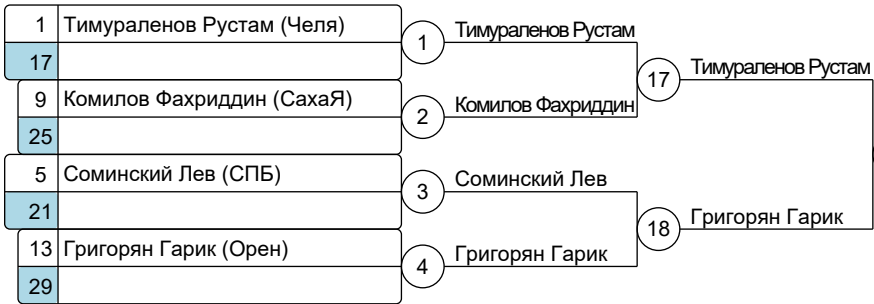 1 Тимураленов Рустам (Челя)
17
1
Тимураленов Рустам
9 Комилов Фахриддин (СахаЯ)
25
2
Комилов Фахриддин
17
Тимураленов Рустам
5 Соминский Лев (СПБ)
21
3
Соминский Лев
13 Григорян Гарик (Орен)
29
4
Григорян Гарик
18
Григорян Гарик